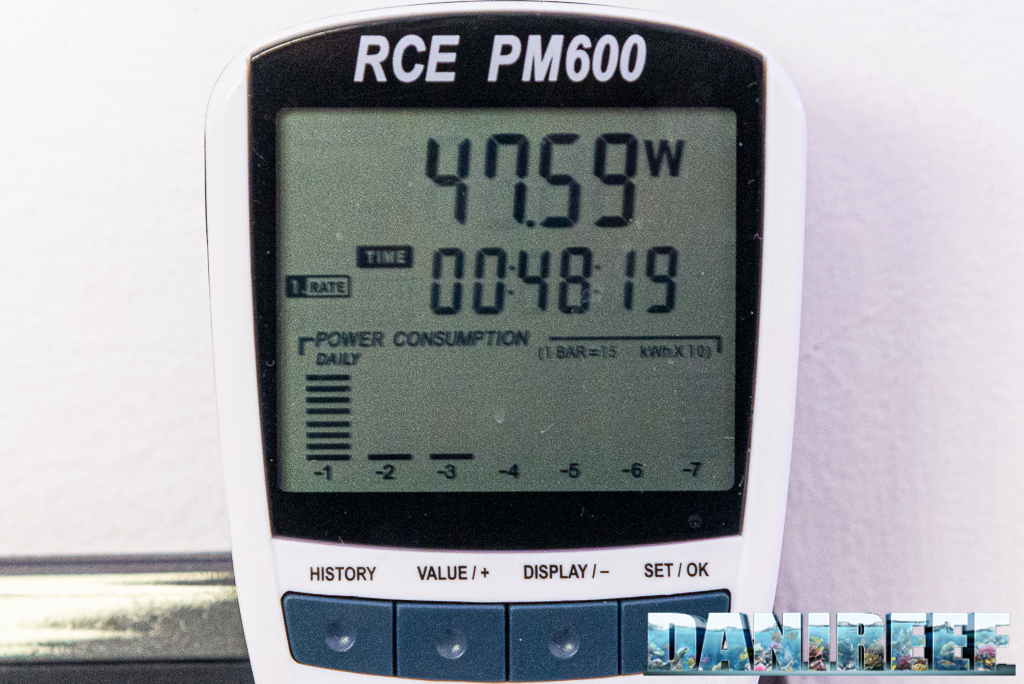 RCE PM600
47.59 W
TIME 00:48:19
1. RATE
POWER CONSUMPTION
DAILY (1 BAR=15 kWh X 10)
-1 -2 -3 -4 -5 -6 -7
HISTORY VALUE / + DISPLAY / – SET / OK
DANIREEF